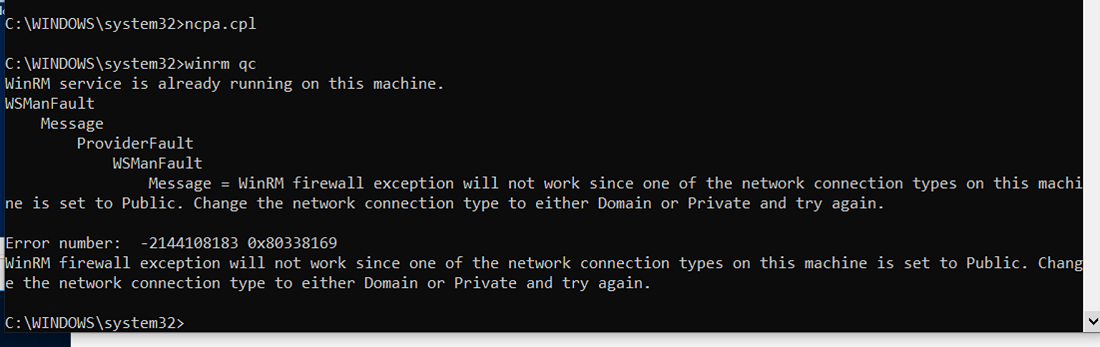 C:\WINDOWS\system32>ncpa.cpl
C:\WINDOWS\system32>winrm qc
WinRM service is already running on this machine.
WSManFault
    Message
        ProviderFault
            WSManFault
                Message = WinRM firewall exception will not work since one of the network connection types on this machi
ne is set to Public. Change the network connection type to either Domain or Private and try again.
Error number:  -2144108183 0x80338169
WinRM firewall exception will not work since one of the network connection types on this machine is set to Public. Chang
e the network connection type to either Domain or Private and try again.
C:\WINDOWS\system32>